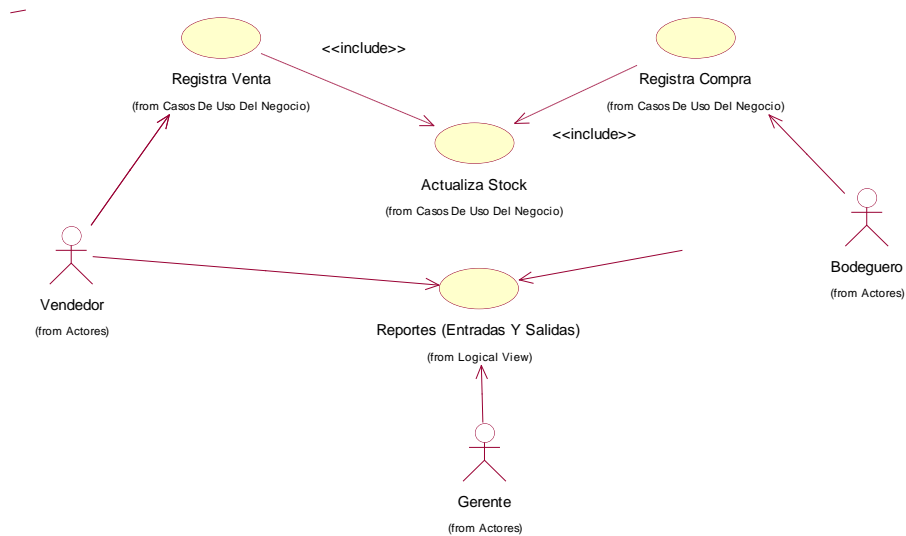 <<include>>
Registra Venta
(from Casos De Uso Del Negocio)
Registra Compra
(from Casos De Uso Del Negocio)
<<include>>
Actualiza Stock
(from Casos De Uso Del Negocio)
Vendedor
(from Actores)
Bodeguero
(from Actores)
Reportes (Entradas Y Salidas)
(from Logical View)
Gerente
(from Actores)